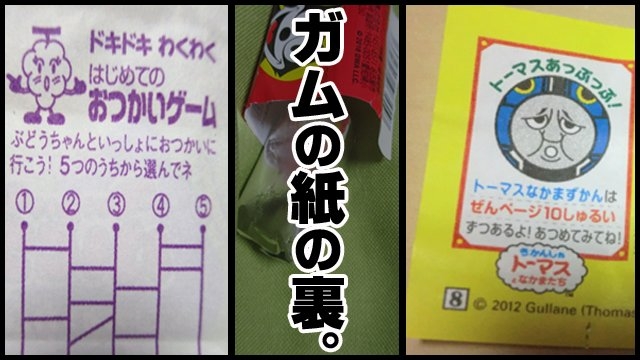 ドキドキ わくわく
はじめての
おつかいゲーム
ぶどうちゃんといっしょにおつかいに
行こう! 5つのうちから選んでネ
① ② ③ ④ ⑤
ガムの紙の裏。
トーマスあっぷっぷ!
トーマスなかまずかんは
ぜんページ10しゅるい
ずつあるよ! あつめてみてね!
きかんしゃ
トーマス
となかまたち
8 © 2012 Gullane (Thomas